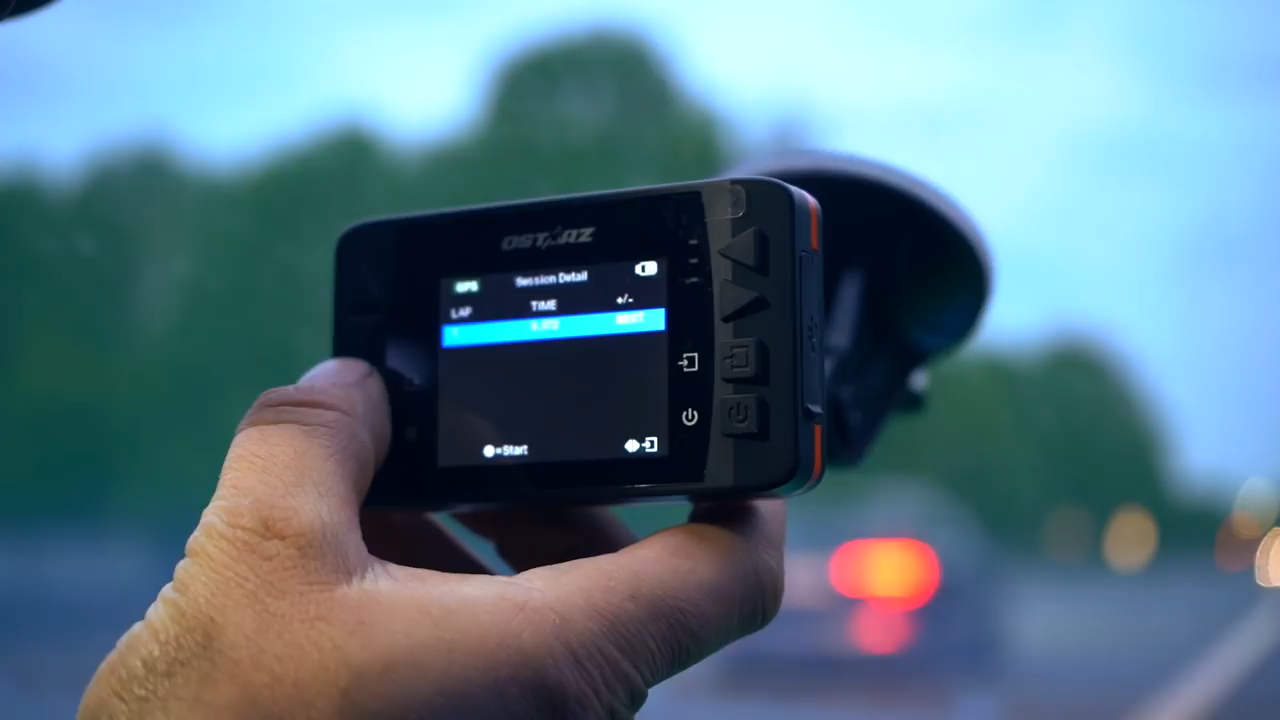 QSTARZ
GPS Session Detail
LAP TIME +/-
BEST
=Start